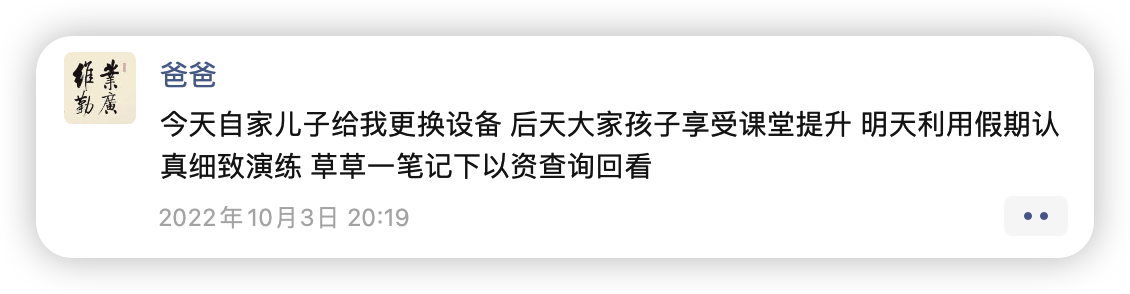 業廣
維勤
爸爸
今天自家儿子给我更换设备 后天大家孩子享受课堂提升 明天利用假期认
真细致演练 草草一笔记下以资查询回看
2022年10月3日 20:19